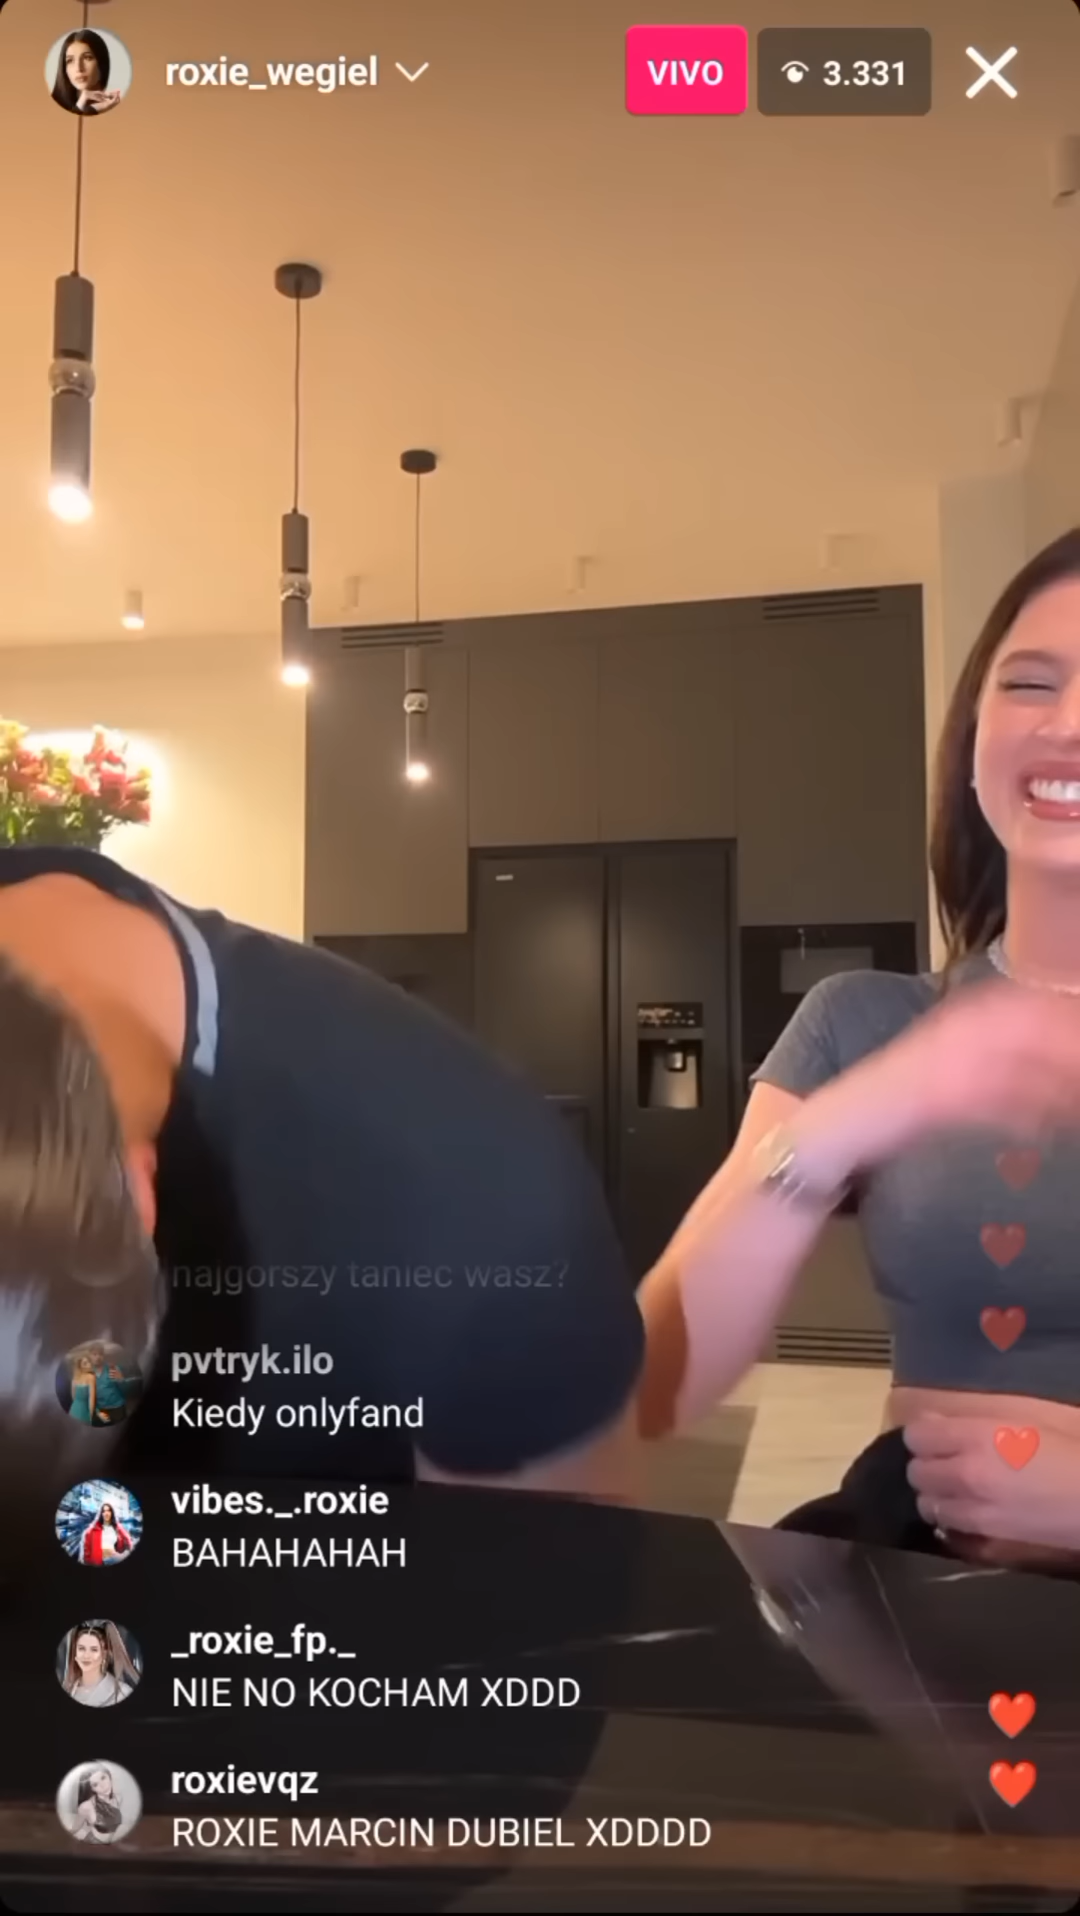 roxie_wegiel
VIVO
3.331
najgorszy taniec wasz?
pvtryk.ilo
Kiedy onlyfand
vibes._.roxie
BAHAHAHAH
_roxie_fp._
NIE NO KOCHAM XDDD
roxievqz
ROXIE MARCIN DUBIEL XDDDD